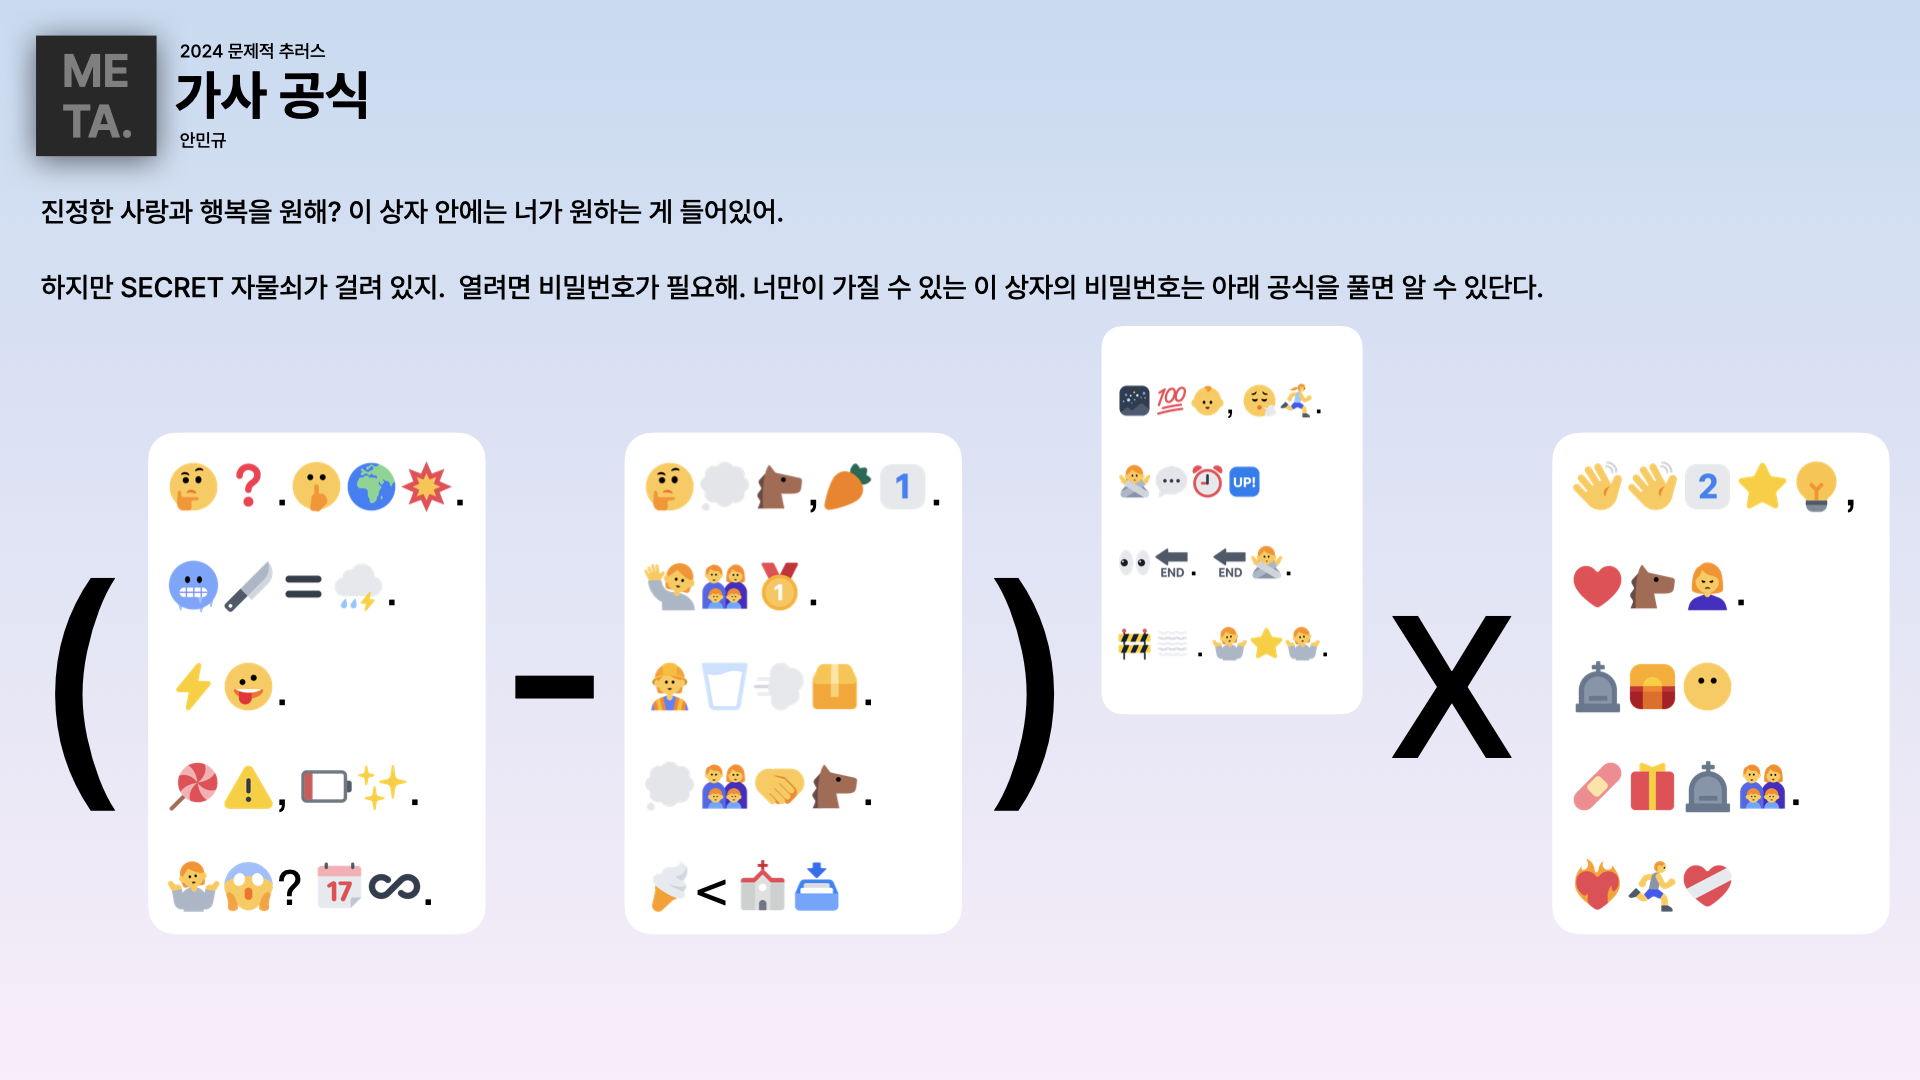 ME
TA.
2024 문제적 추러스
가사 공식
안민규
진정한 사랑과 행복을 원해? 이 상자 안에는 너가 원하는 게 들어있어.
하지만 SECRET 자물쇠가 걸려 있지. 열려면 비밀번호가 필요해. 너만이 가질 수 있는 이 상자의 비밀번호는 아래 공식을 풀면 알 수 있단다.
(
🤔❓.🤫🌍💥.
🥶🔪=⛈️.
⚡🤪.
🍭⚠️, 🪫✨.
🤷😱? 📅♾️.
-
🤔💭🐴,🥕1️⃣.
🙋👨‍👩‍👧‍👦🥇.
👷🥛💨📦.
💭👨‍👩‍👧‍👦🤝🐴.
🍦<⛪📥
)
🌌💯👶, 😮‍💨🏃‍♀️.
🙅💬⏰🆙
👀🔚. 🔚🙅.
🚧🌫️. 🤷⭐🤷.
X
👋👋2️⃣⭐💡,
❤️🐴🙍‍♀️.
🪦🌅😶
🩹🎁🪦👨‍👩‍👧‍👦.
❤️‍🔥🏃❤️‍🩹